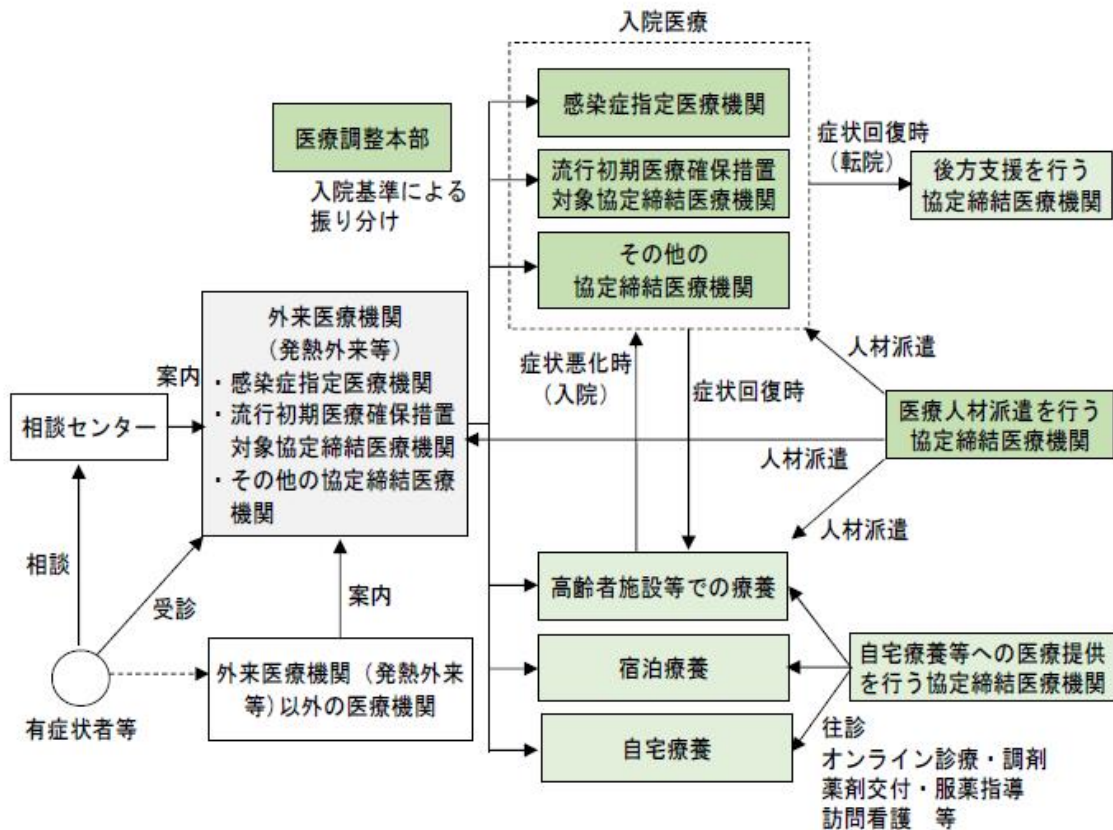 入院医療
感染症指定医療機関
医療調整本部
入院基準による
振り分け
流行初期医療確保措置
対象協定締結医療機関
その他の
協定締結医療機関
症状回復時
（転院）
後方支援を行う
協定締結医療機関
外来医療機関
（発熱外来等）
・感染症指定医療機関
・流行初期医療確保措置
対象協定締結医療機関
・その他の協定締結医療
機関
案内
相談センター
相談
受診
案内
有症状者等
外来医療機関（発熱外来
等）以外の医療機関
症状悪化時
（入院）
症状回復時
人材派遣
医療人材派遣を行う
協定締結医療機関
人材派遣
人材派遣
高齢者施設等での療養
宿泊療養
自宅療養
自宅療養等への医療提供
を行う協定締結医療機関
往診
オンライン診療・調剤
薬剤交付・服薬指導
訪問看護　等